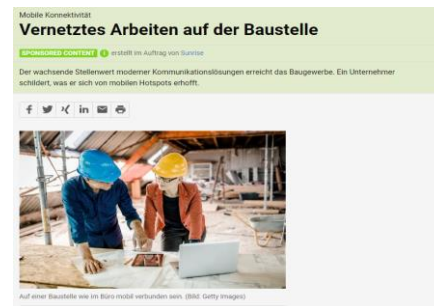 Mobile Konnektivität
Vernetztes Arbeiten auf der Baustelle
SPONSORED CONTENT i erstellt im Auftrag von Sunrise
Der wachsende Stellenwert moderner Kommunikationslösungen erreicht das Baugewerbe. Ein Unternehmer
schildert, was er sich von mobilen Hotspots erhofft.
Auf einer Baustelle wie im Büro mobil verbunden sein. (Bild: Getty Images)